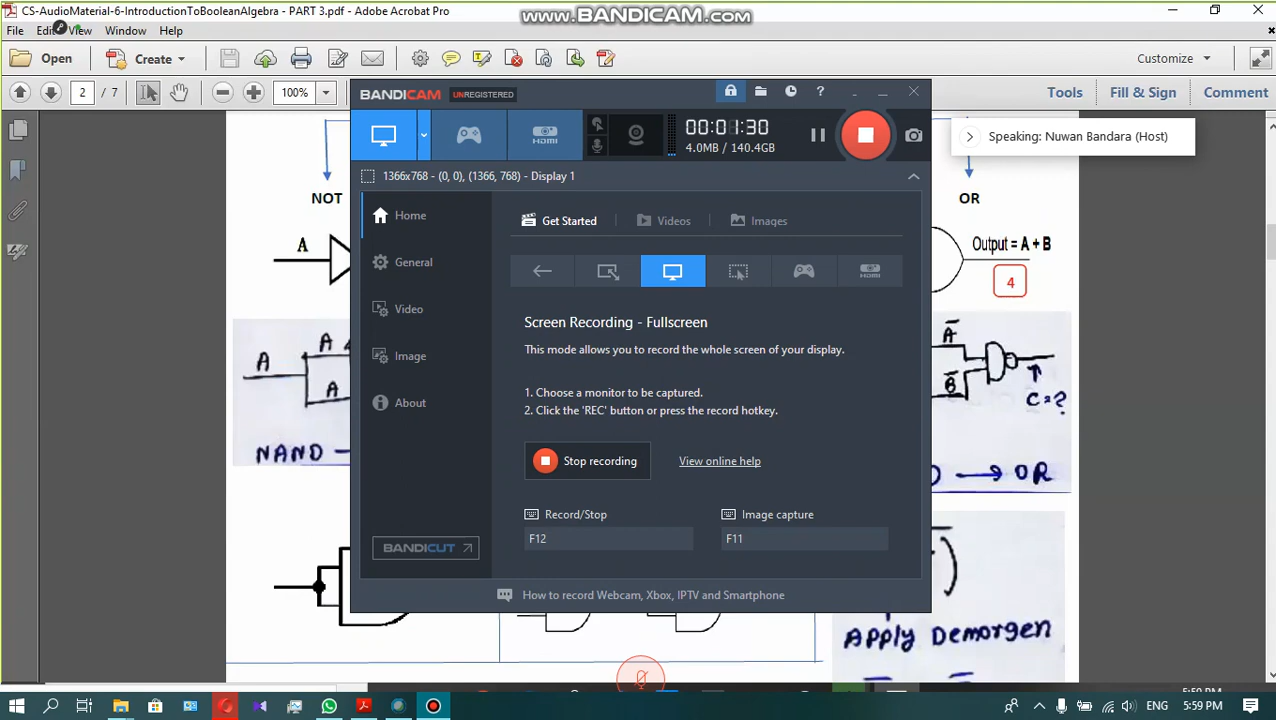 CS-AudioMaterial-6-IntroductionToBooleanAlgebra - PART 3.pdf - Adobe Acrobat Pro
www.BANDICAM.com
File Edit View Window Help
Open Create Customize
2 / 7 100% Tools Fill & Sign Comment
BANDICAM UNREGISTERED
00:01:30
4.0MB / 140.4GB
HDMI
Speaking: Nuwan Bandara (Host)
1366x768 - (0, 0), (1366, 768) - Display 1
Home
General
Video
Image
About
BANDICUT
Get Started Videos Images
HDMI
Screen Recording - Fullscreen
This mode allows you to record the whole screen of your display.
1. Choose a monitor to be captured.
2. Click the 'REC' button or press the record hotkey.
Stop recording View online help
Record/Stop Image capture
F12 F11
How to record Webcam, Xbox, IPTV and Smartphone
NOT OR
A Output = A + B
4
A A A
NAND
A̅
B̅
C = ?
→ OR
Apply Demorgen
ENG 5:59 PM